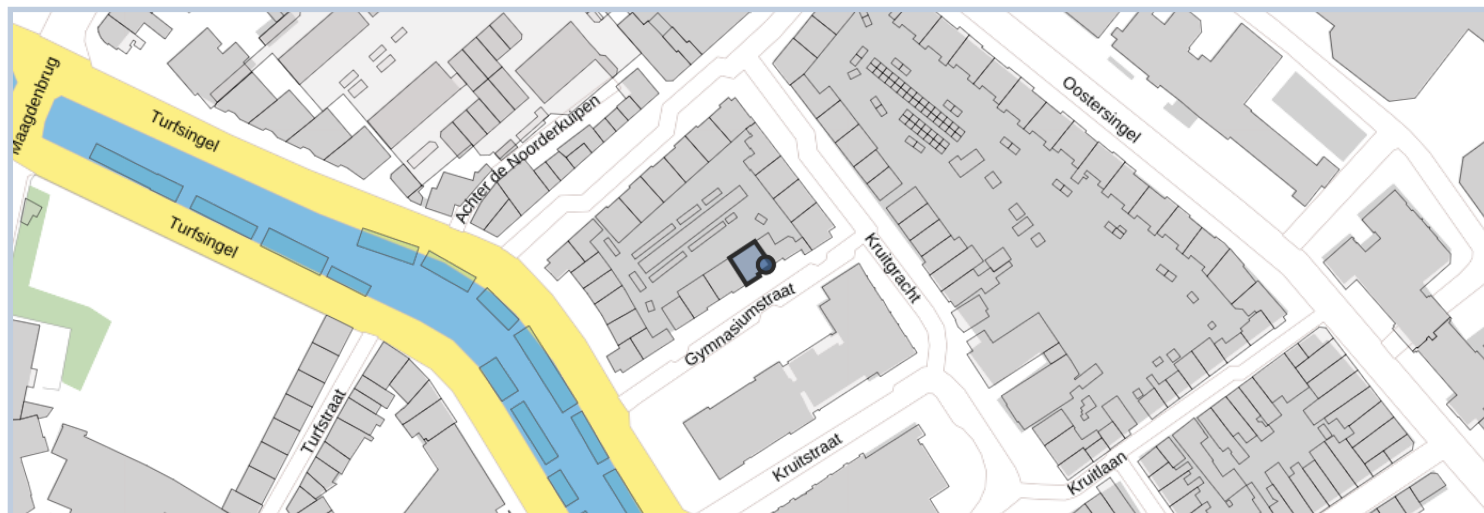 Maagdenbrug
Turfsingel
Turfsingel
Achter de Noorderkuipen
Oostersingel
Kruitgracht
Gymnasiumstraat
Turfstraat
Kruitstraat
Kruitlaan